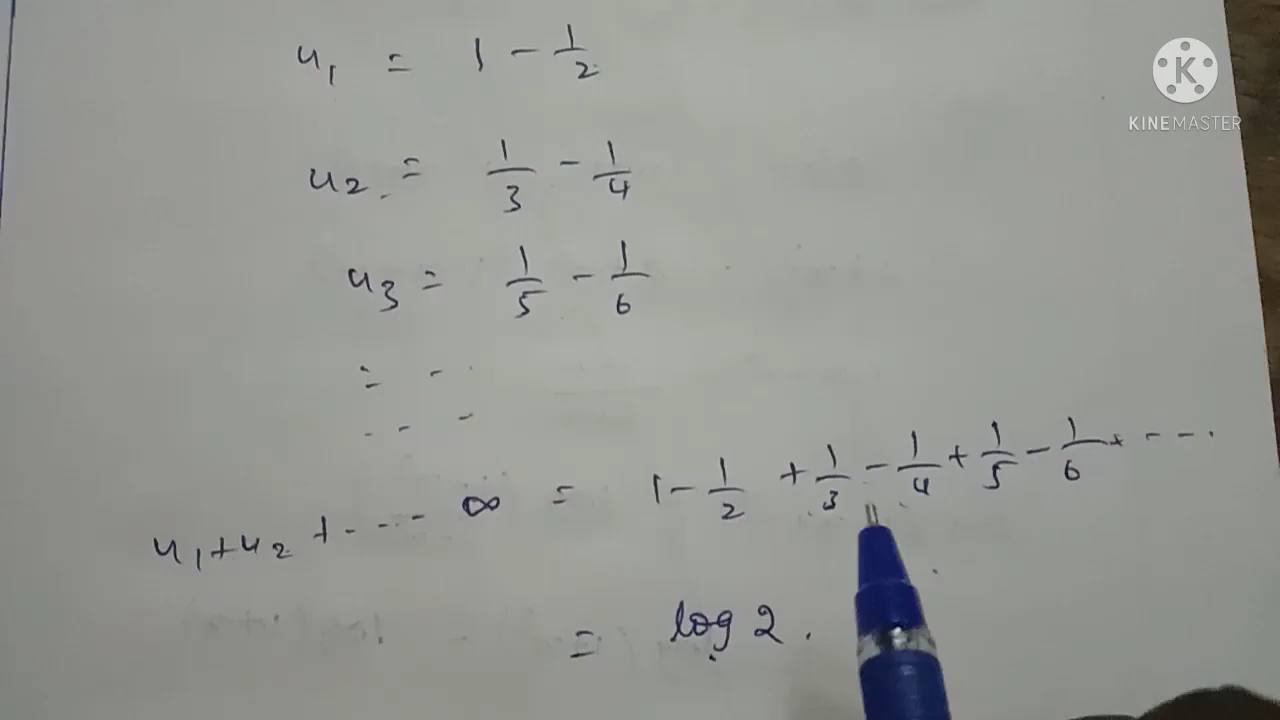 u₁ = 1 - 1/2
KINEMASTER
u₂ = 1/3 - 1/4
u₃ = 1/5 - 1/6
= - -
- - -
u₁ + u₂ + - - - ∞ = 1 - 1/2 + 1/3 - 1/4 + 1/5 - 1/6 + - - - .
= log 2.